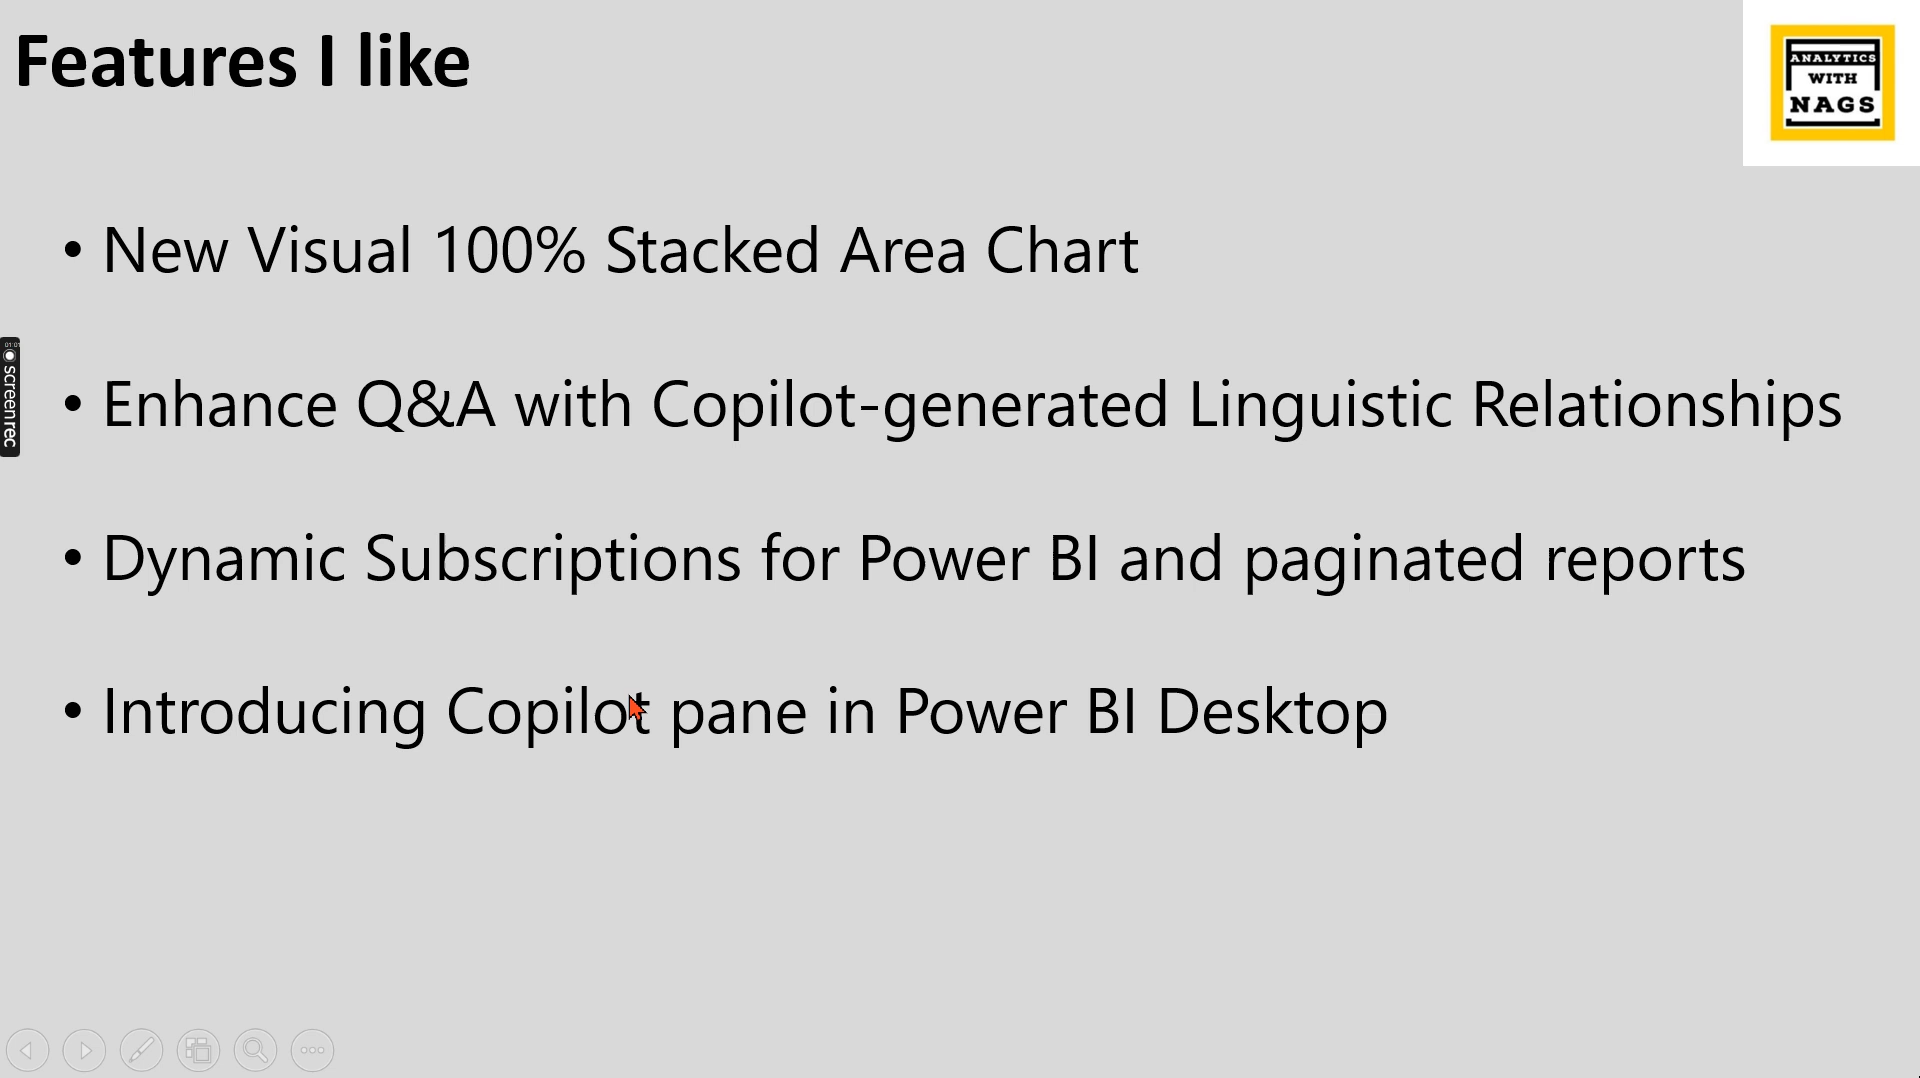 Features I like
ANALYTICS
WITH
NAGS
• New Visual 100% Stacked Area Chart
• Enhance Q&A with Copilot-generated Linguistic Relationships
• Dynamic Subscriptions for Power BI and paginated reports
• Introducing Copilot pane in Power BI Desktop
screenrec